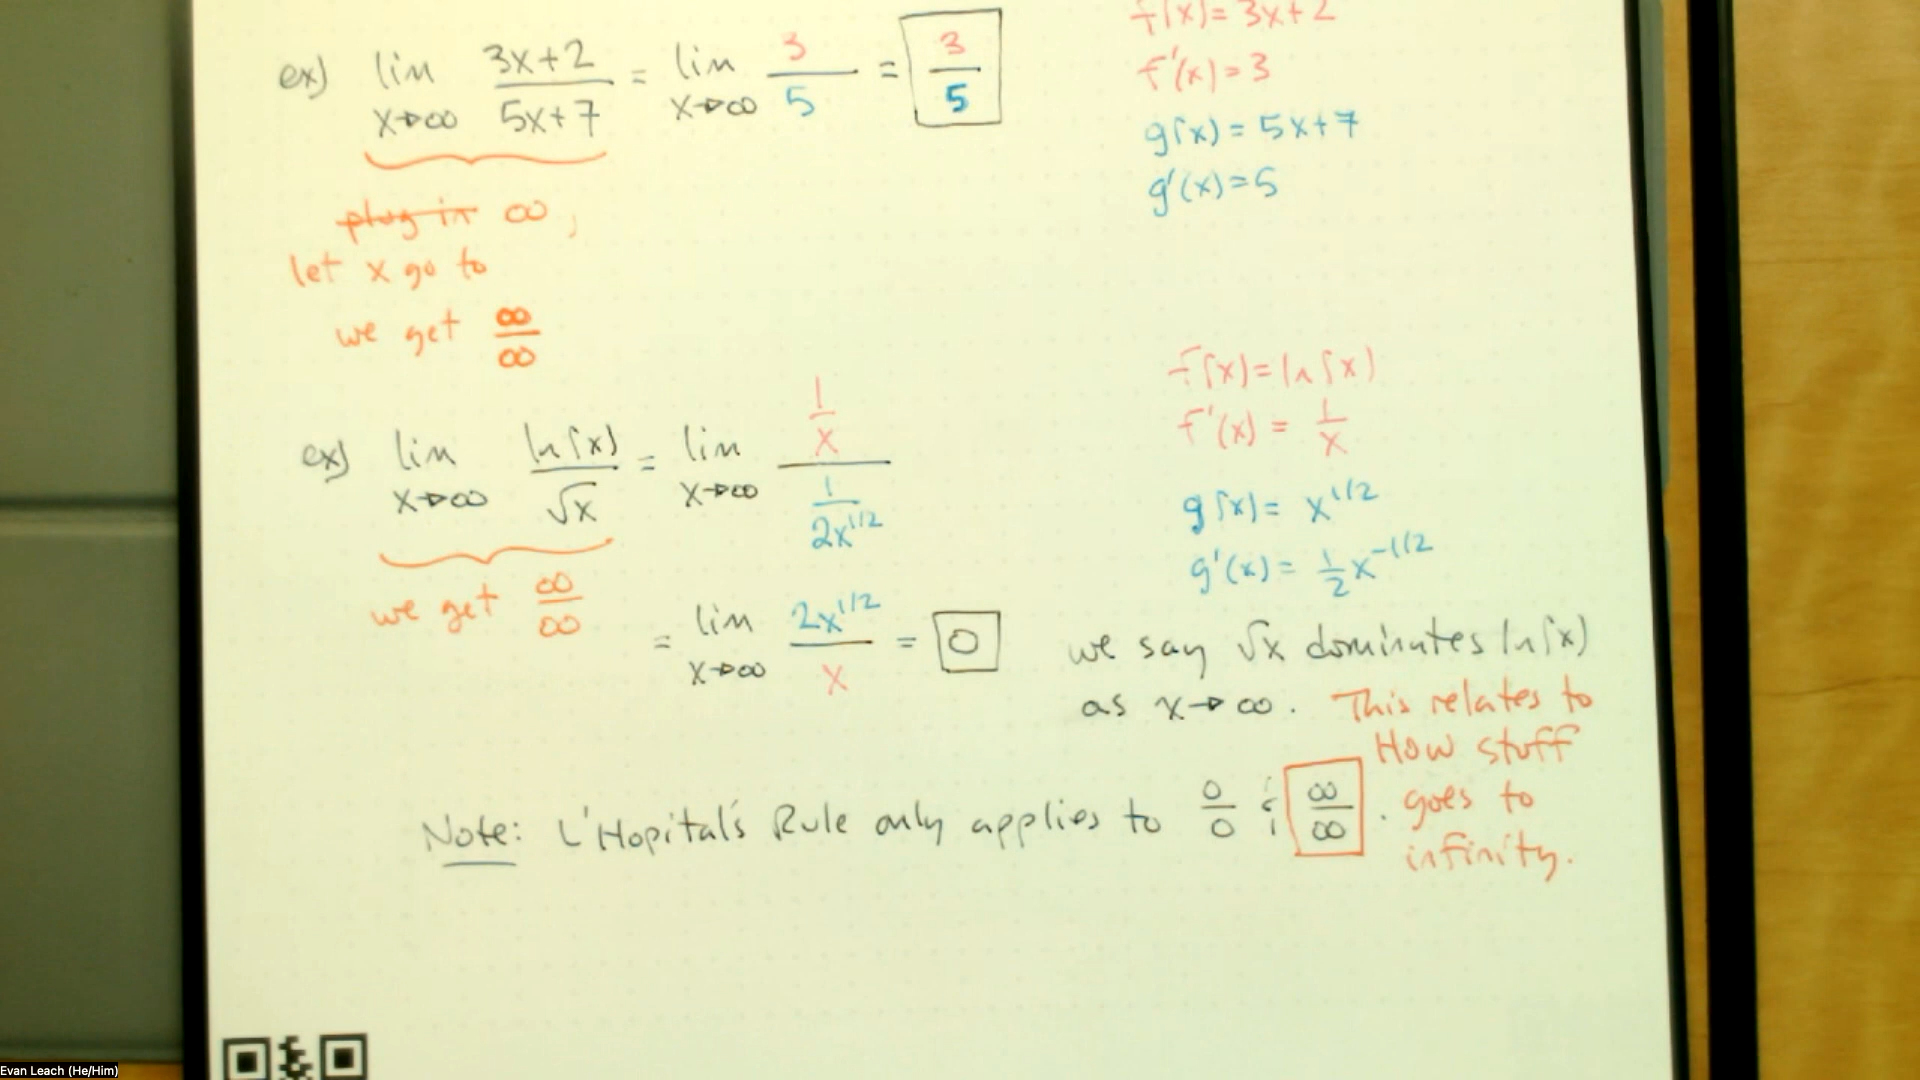 ex) lim x→∞ (3x+2)/(5x+7) = lim x→∞ 3/5 = 3/5
f(x) = 3x+2
f'(x) = 3
g(x) = 5x+7
g'(x) = 5
plug in ∞,
let x go to
we get ∞/∞
ex) lim x→∞ ln(x)/√x = lim x→∞ (1/x)/(1/(2x^1/2))
we get ∞/∞
= lim x→∞ 2x^1/2 / x = 0
f(x) = ln(x)
f'(x) = 1/x
g(x) = x^1/2
g'(x) = 1/2 x^-1/2
we say √x dominates ln(x)
as x→∞. This relates to
How stuff
goes to
infinity.
Note: L'Hopital's Rule only applies to 0/0 & ∞/∞.
Evan Leach (He/Him)